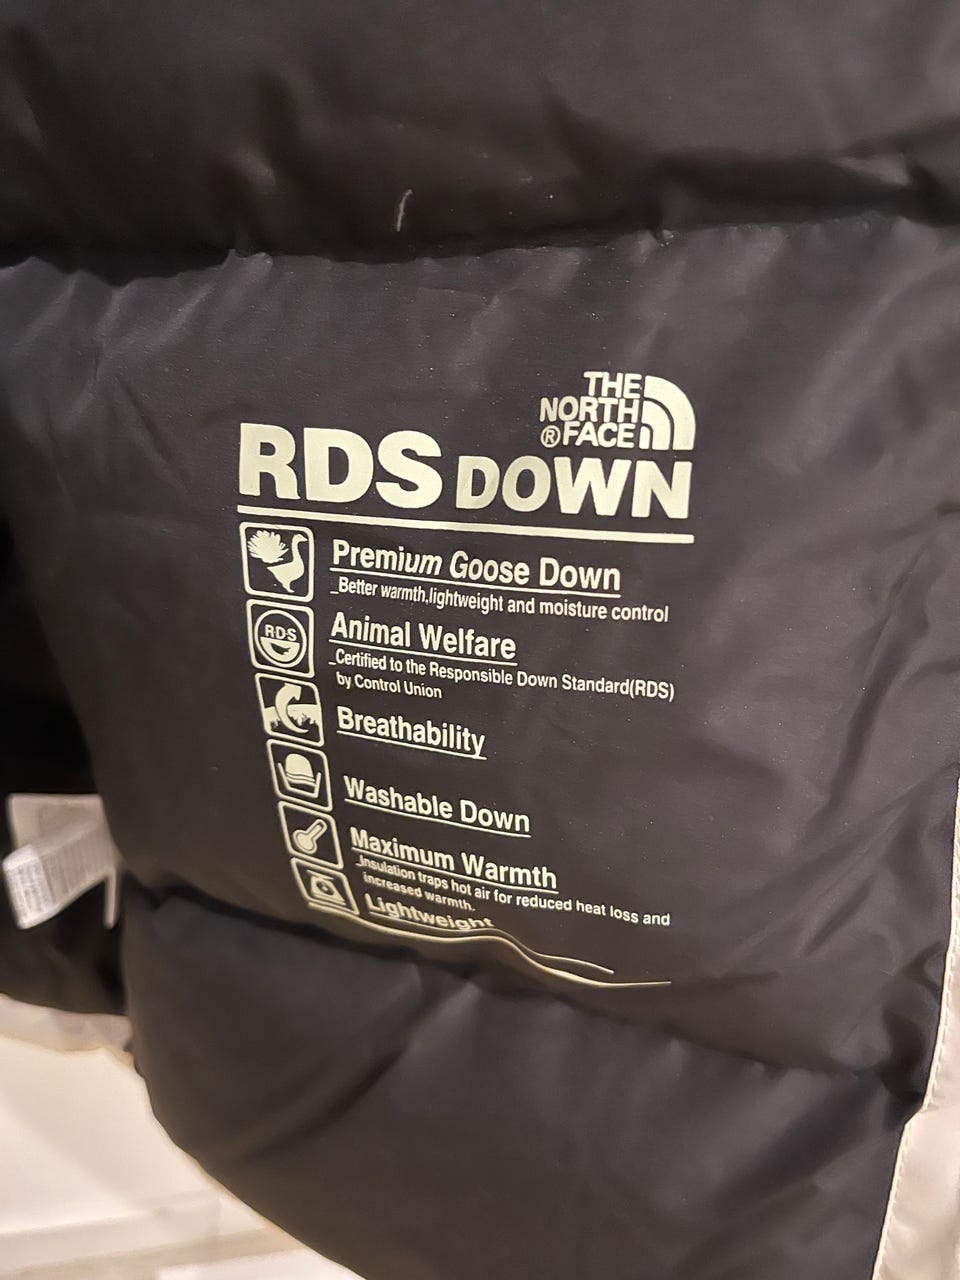 THE
NORTH
® FACE
RDS DOWN
Premium Goose Down
_Better warmth,lightweight and moisture control
RDS
Animal Welfare
_Certified to the Responsible Down Standard(RDS)
by Control Union
Breathability
Washable Down
Maximum Warmth
_Insulation traps hot air for reduced heat loss and
increased warmth.
Lightweight